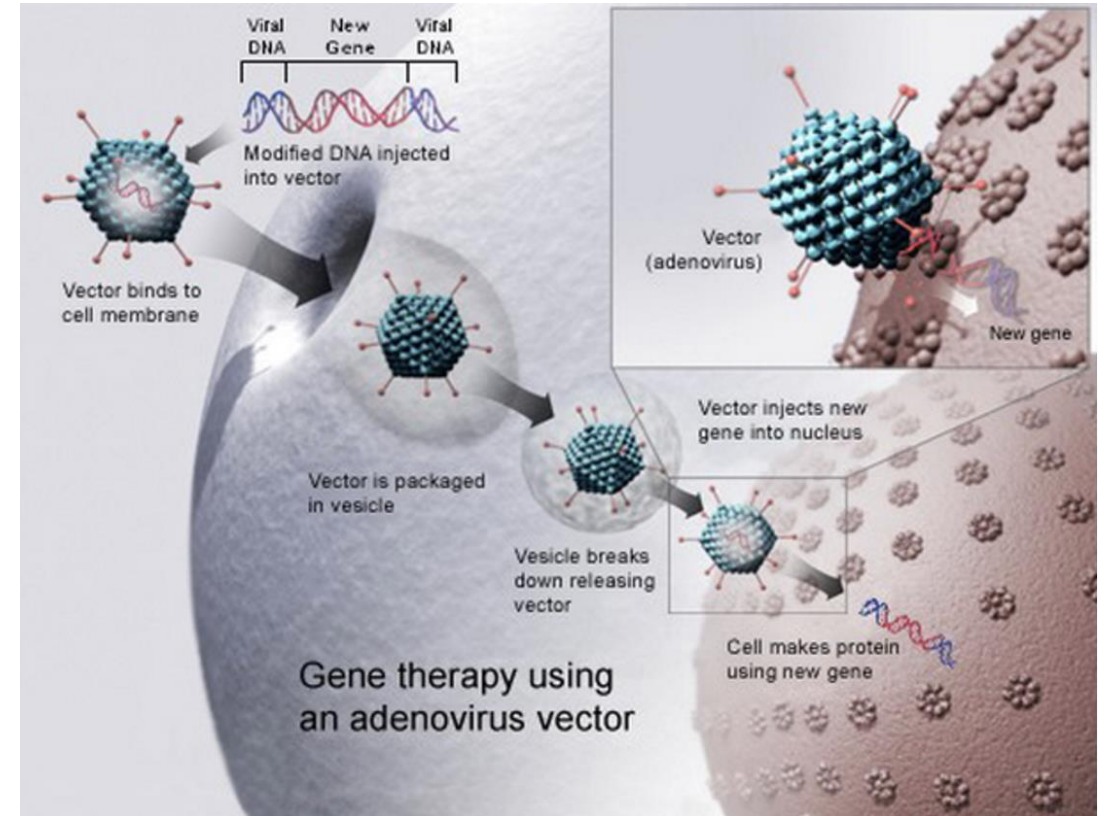 Viral
DNA
New
Gene
Viral
DNA
Modified DNA injected
into vector
Vector binds to
cell membrane
Vector
(adenovirus)
New gene
Vector injects new
gene into nucleus
Vector is packaged
in vesicle
Vesicle breaks
down releasing
vector
Cell makes protein
using new gene
Gene therapy using
an adenovirus vector